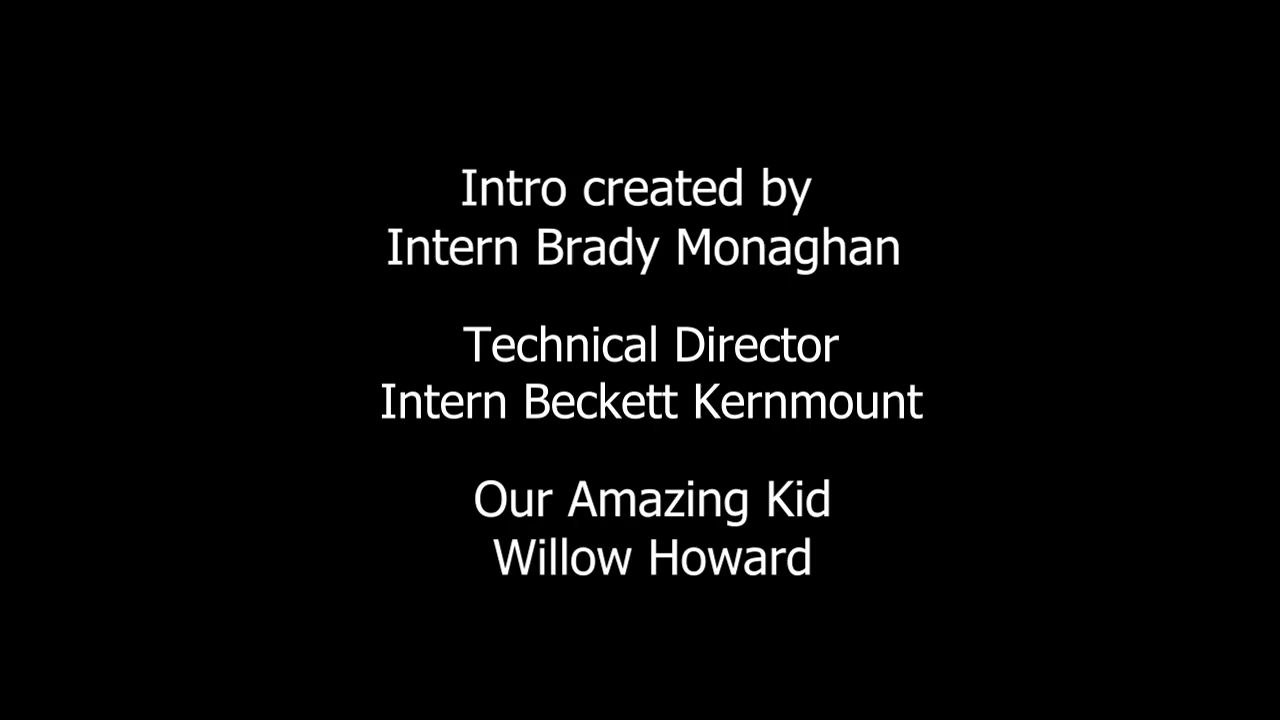 Intro created by
Intern Brady Monaghan
Technical Director
Intern Beckett Kernmount
Our Amazing Kid
Willow Howard